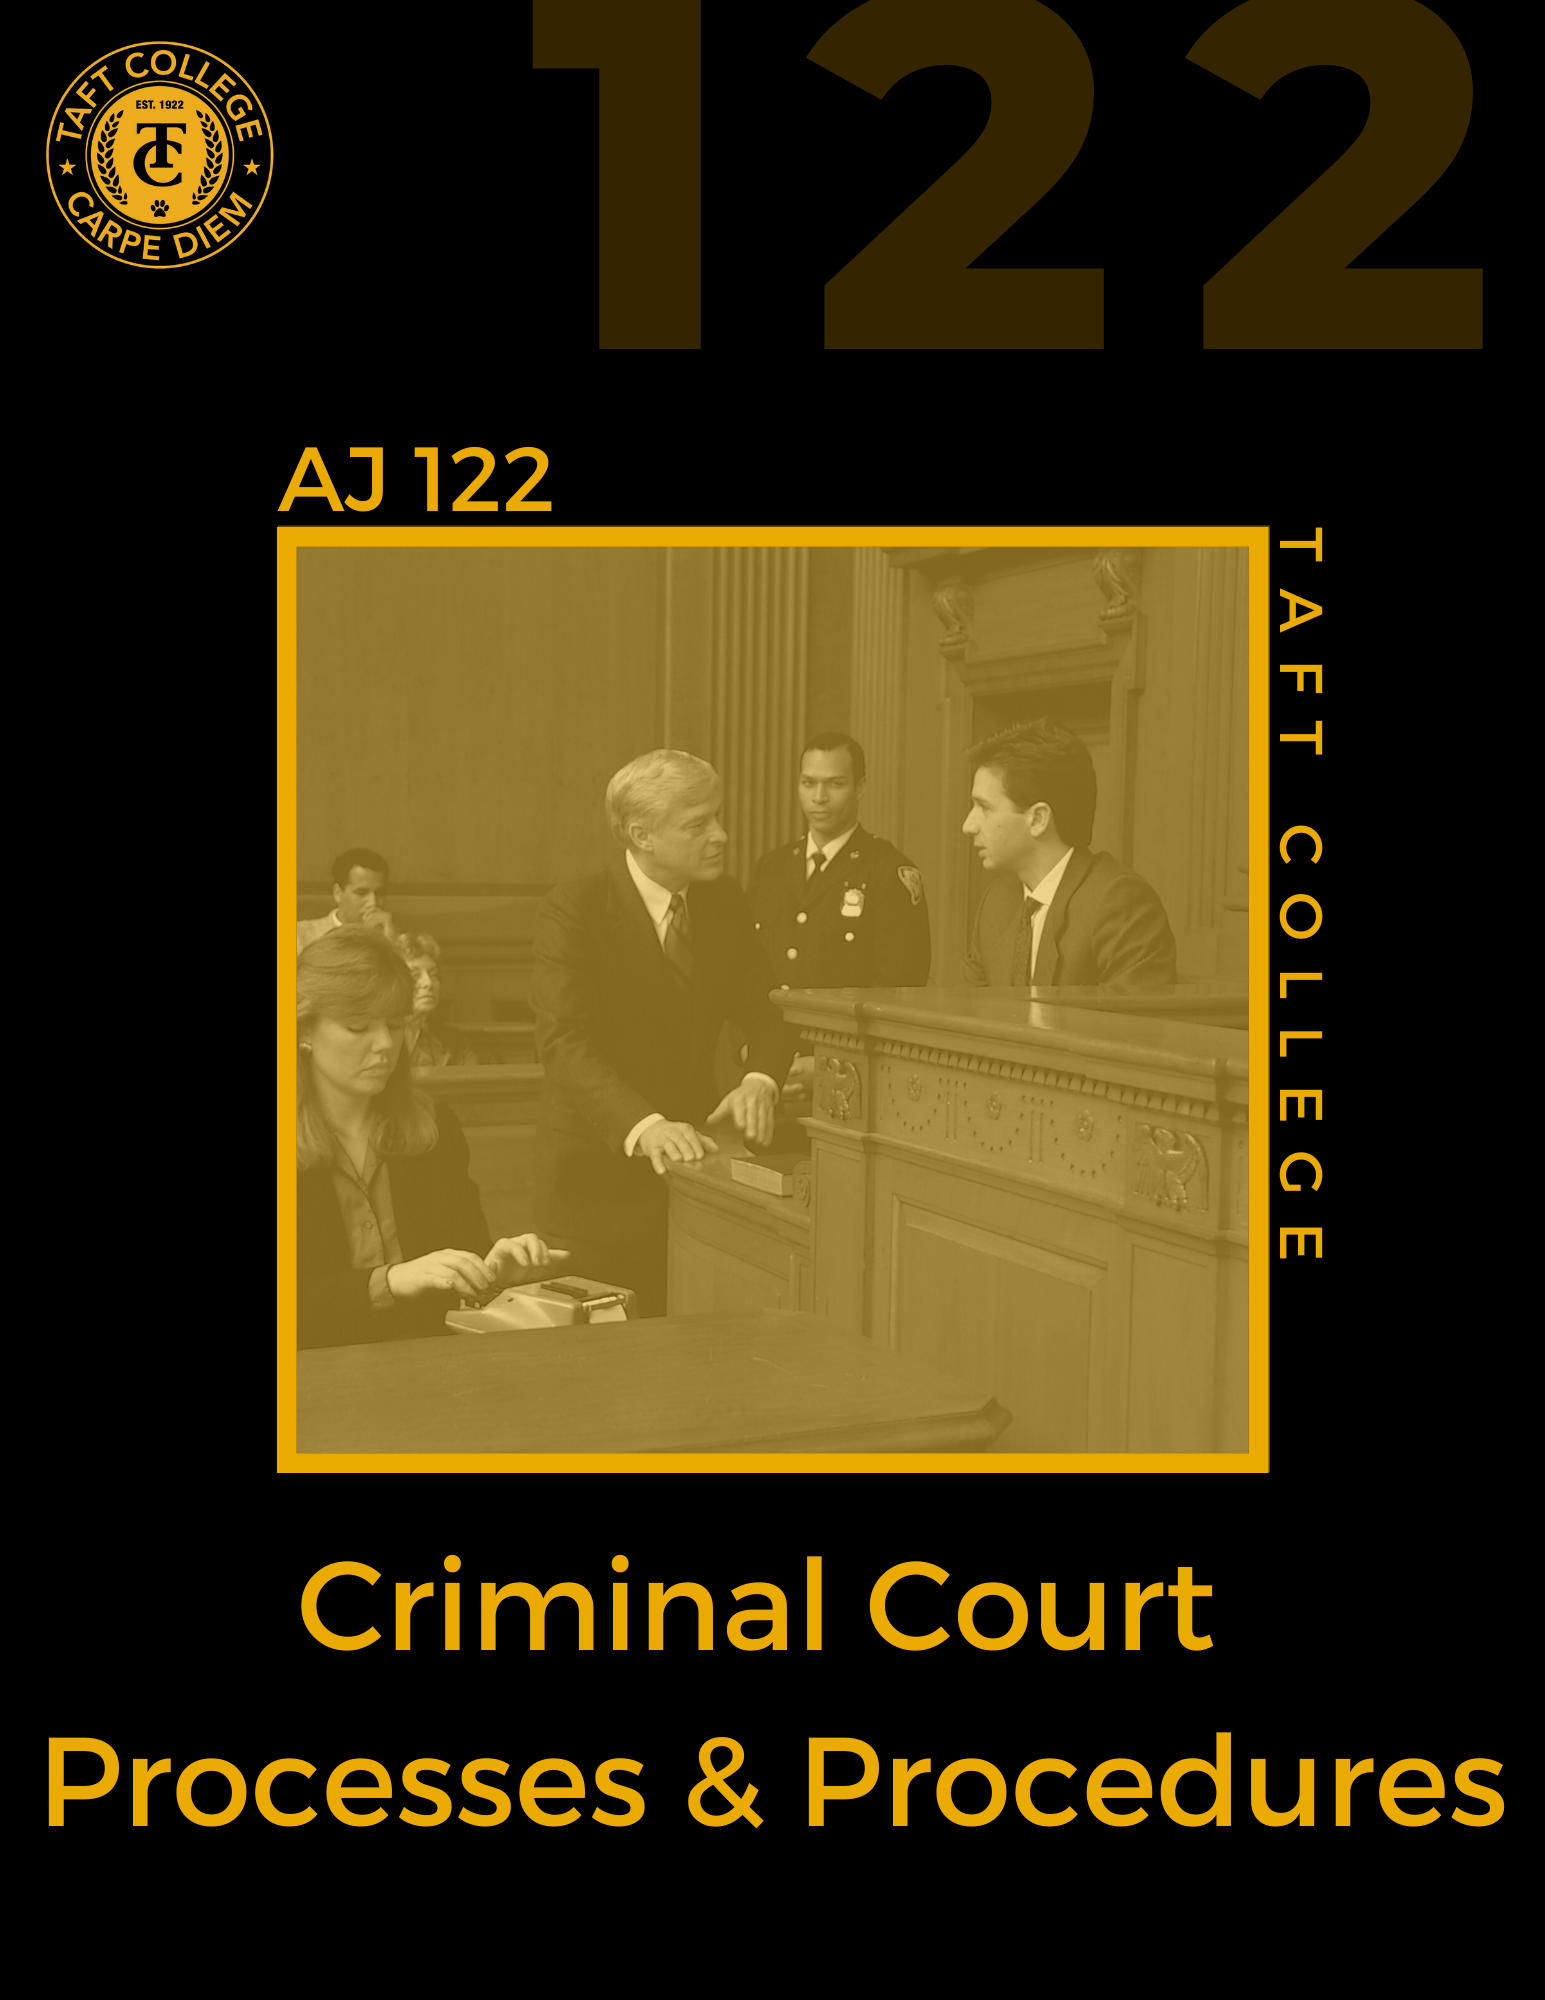 122
TAFT COLLEGE
EST. 1922
TC
CARPE DIEM
AJ 122
TAFT COLLEGE
Criminal Court
Processes & Procedures